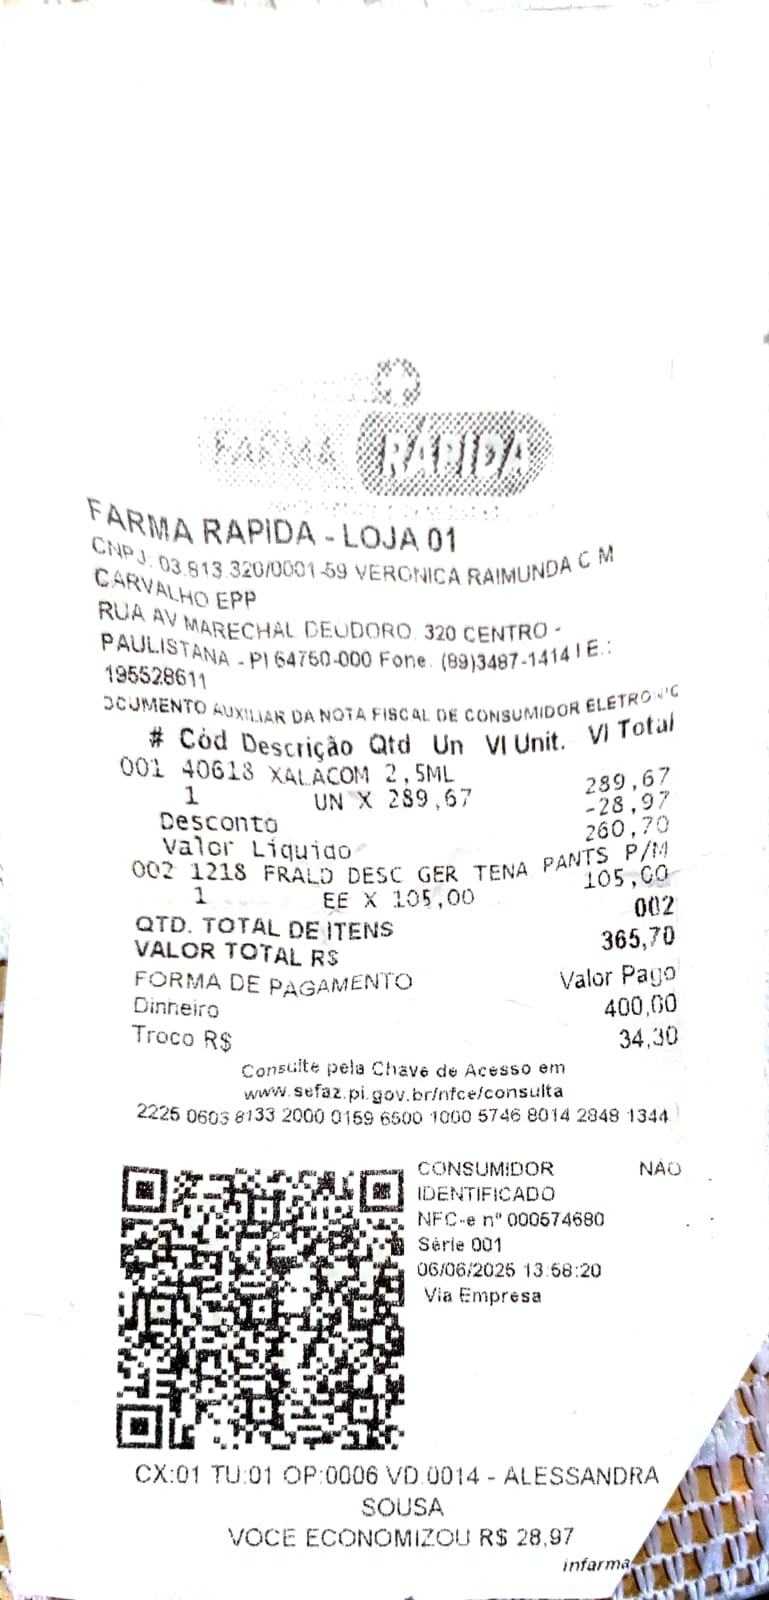 FARMA RÁPIDA
FARMA RAPIDA - LOJA 01
CNPJ: 03.813.320/0001-59 VERONICA RAIMUNDA C M
CARVALHO EPP
RUA AV MARECHAL DEODORO, 320 CENTRO -
PAULISTANA - PI 64750-000 Fone: (89)3487-1414 I.E.:
195528611
OCUMENTO AUXILIAR DA NOTA FISCAL DE CONSUMIDOR ELETRONIC
# Cód Descrição Qtd Un Vl Unit. Vl Total
001 40618 XALACOM 2,5ML
1 UN X 289,67 289,67
Desconto -28,97
Valor Líquido 260,70
002 1218 FRALD DESC GER TENA PANTS P/M
1 EE X 105,00 105,00
QTD. TOTAL DE ITENS 002
VALOR TOTAL R$ 365,70
FORMA DE PAGAMENTO Valor Pago
Dinheiro 400,00
Troco R$ 34,30
Consulte pela Chave de Acesso em
www.sefaz.pi.gov.br/nfce/consulta
2225 0603 8133 2000 0159 6500 1000 5746 8014 2848 1344
CONSUMIDOR NÃO
IDENTIFICADO
NFC-e nº 000574680
Série 001
06/06/2025 13:58:20
Via Empresa
CX:01 TU:01 OP:0006 VD:0014 - ALESSANDRA
SOUSA
VOCE ECONOMIZOU R$ 28,97
infarma